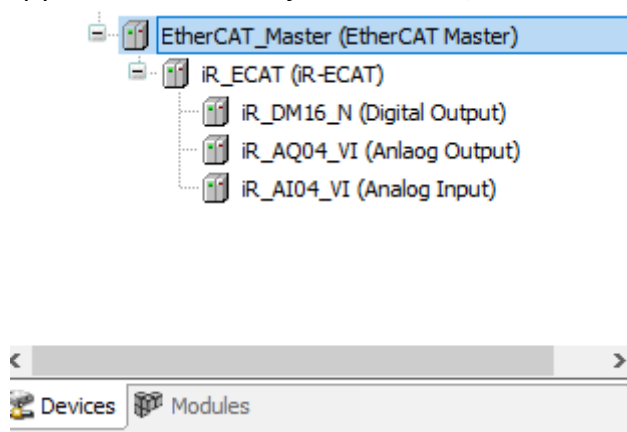 EtherCAT_Master (EtherCAT Master)
iR_ECAT (iR-ECAT)
iR_DM16_N (Digital Output)
iR_AQ04_VI (Anlaog Output)
iR_AI04_VI (Analog Input)
Devices Modules